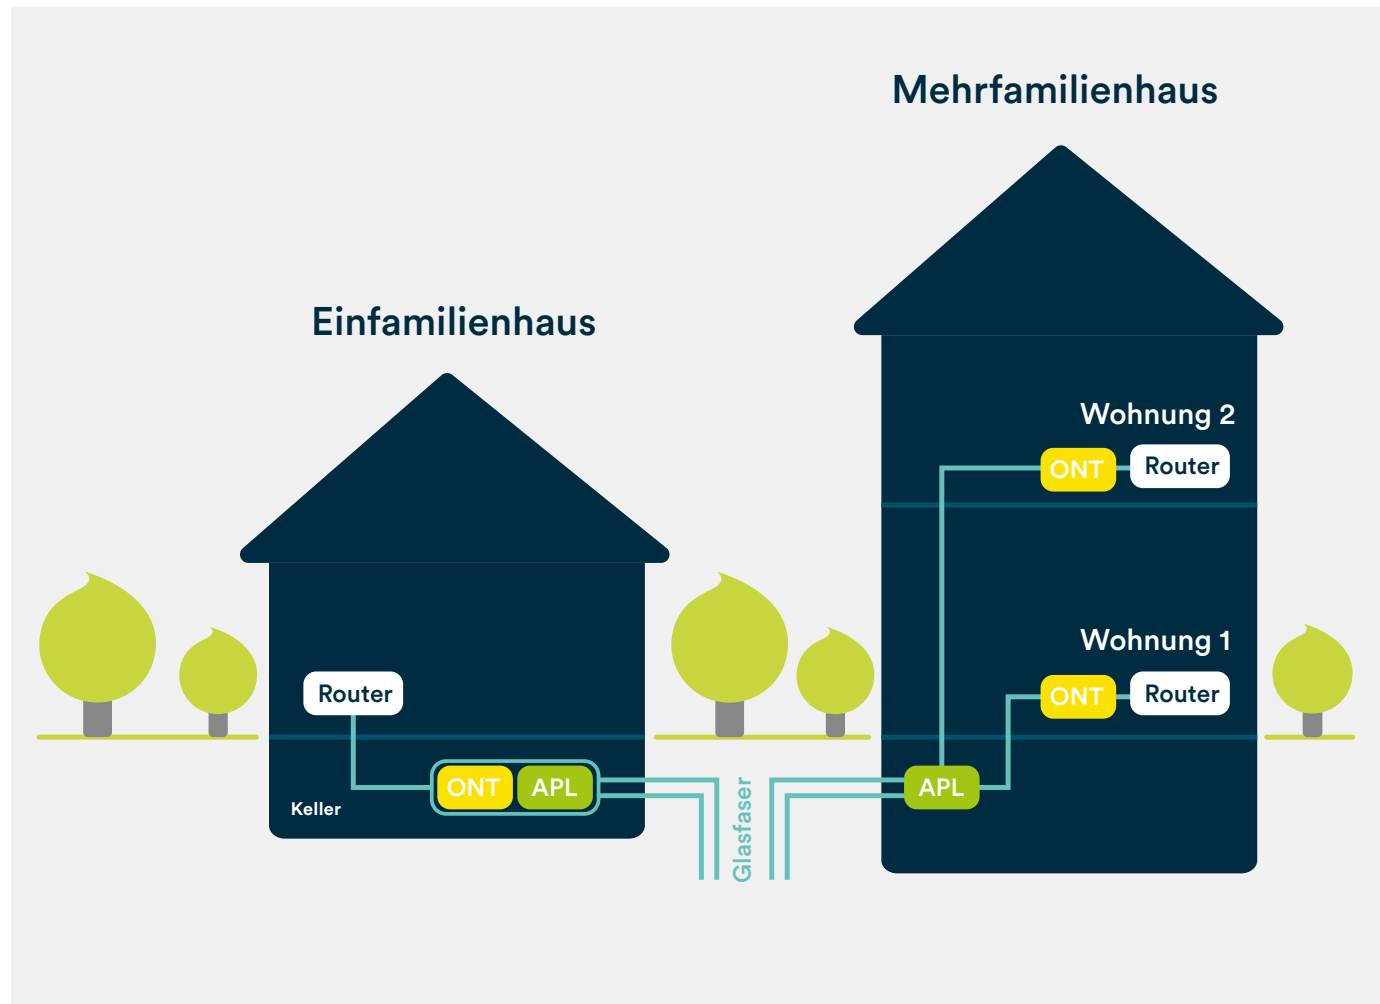 Mehrfamilienhaus
Einfamilienhaus
Wohnung 2
ONT
Router
Wohnung 1
ONT
Router
Router
ONT
APL
Keller
Glasfaser
APL